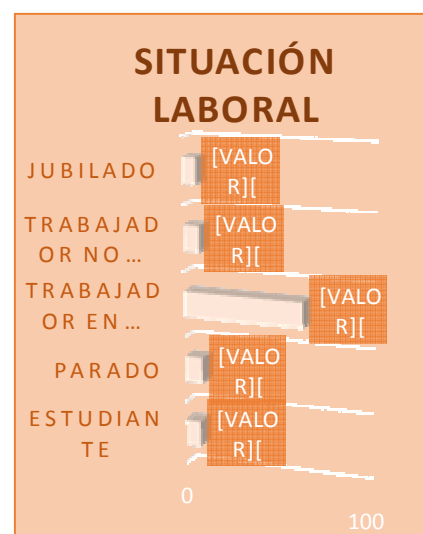 SITUACIÓN
LABORAL
JUBILADO
[VALO
R][
TRABAJAD
OR NO ...
[VALO
R][
TRABAJAD
OR EN ...
[VALO
R][
PARADO
[VALO
R][
ESTUDIAN
TE
[VALO
R][
0
100